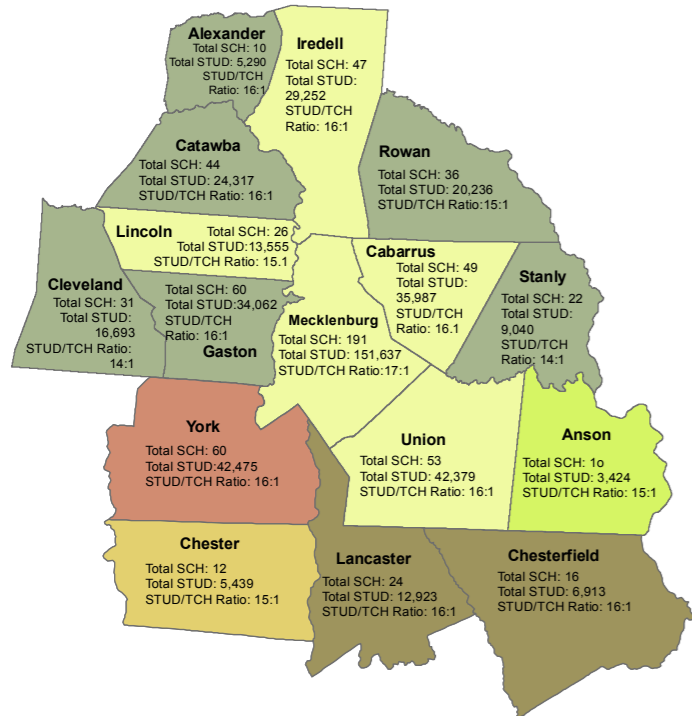 Alexander
Total SCH: 10
Total STUD: 5,290
STUD/TCH
Ratio: 16:1
Iredell
Total SCH: 47
Total STUD:
29,252
STUD/TCH
Ratio: 16:1
Catawba
Total SCH: 44
Total STUD: 24,317
STUD/TCH Ratio: 16:1
Rowan
Total SCH: 36
Total STUD: 20,236
STUD/TCH Ratio:15:1
Lincoln
Total SCH: 26
Total STUD:13,555
STUD/TCH Ratio: 15.1
Cabarrus
Total SCH: 49
Total STUD:
35,987
STUD/TCH
Ratio: 16.1
Cleveland
Total SCH: 31
Total STUD:
16,693
STUD/TCH Ratio:
14:1
Total SCH: 60
Total STUD:34,062
STUD/TCH
Ratio: 16:1
Gaston
Mecklenburg
Total SCH: 191
Total STUD: 151,637
STUD/TCH Ratio:17:1
Stanly
Total SCH: 22
Total STUD:
9,040
STUD/TCH
Ratio: 14:1
York
Total SCH: 60
Total STUD:42,475
STUD/TCH Ratio: 16:1
Union
Total SCH: 53
Total STUD: 42,379
STUD/TCH Ratio: 16:1
Anson
Total SCH: 1o
Total STUD: 3,424
STUD/TCH Ratio: 15:1
Chester
Total SCH: 12
Total STUD: 5,439
STUD/TCH Ratio: 15:1
Lancaster
Total SCH: 24
Total STUD: 12,923
STUD/TCH Ratio: 16:1
Chesterfield
Total SCH: 16
Total STUD: 6,913
STUD/TCH Ratio: 16:1